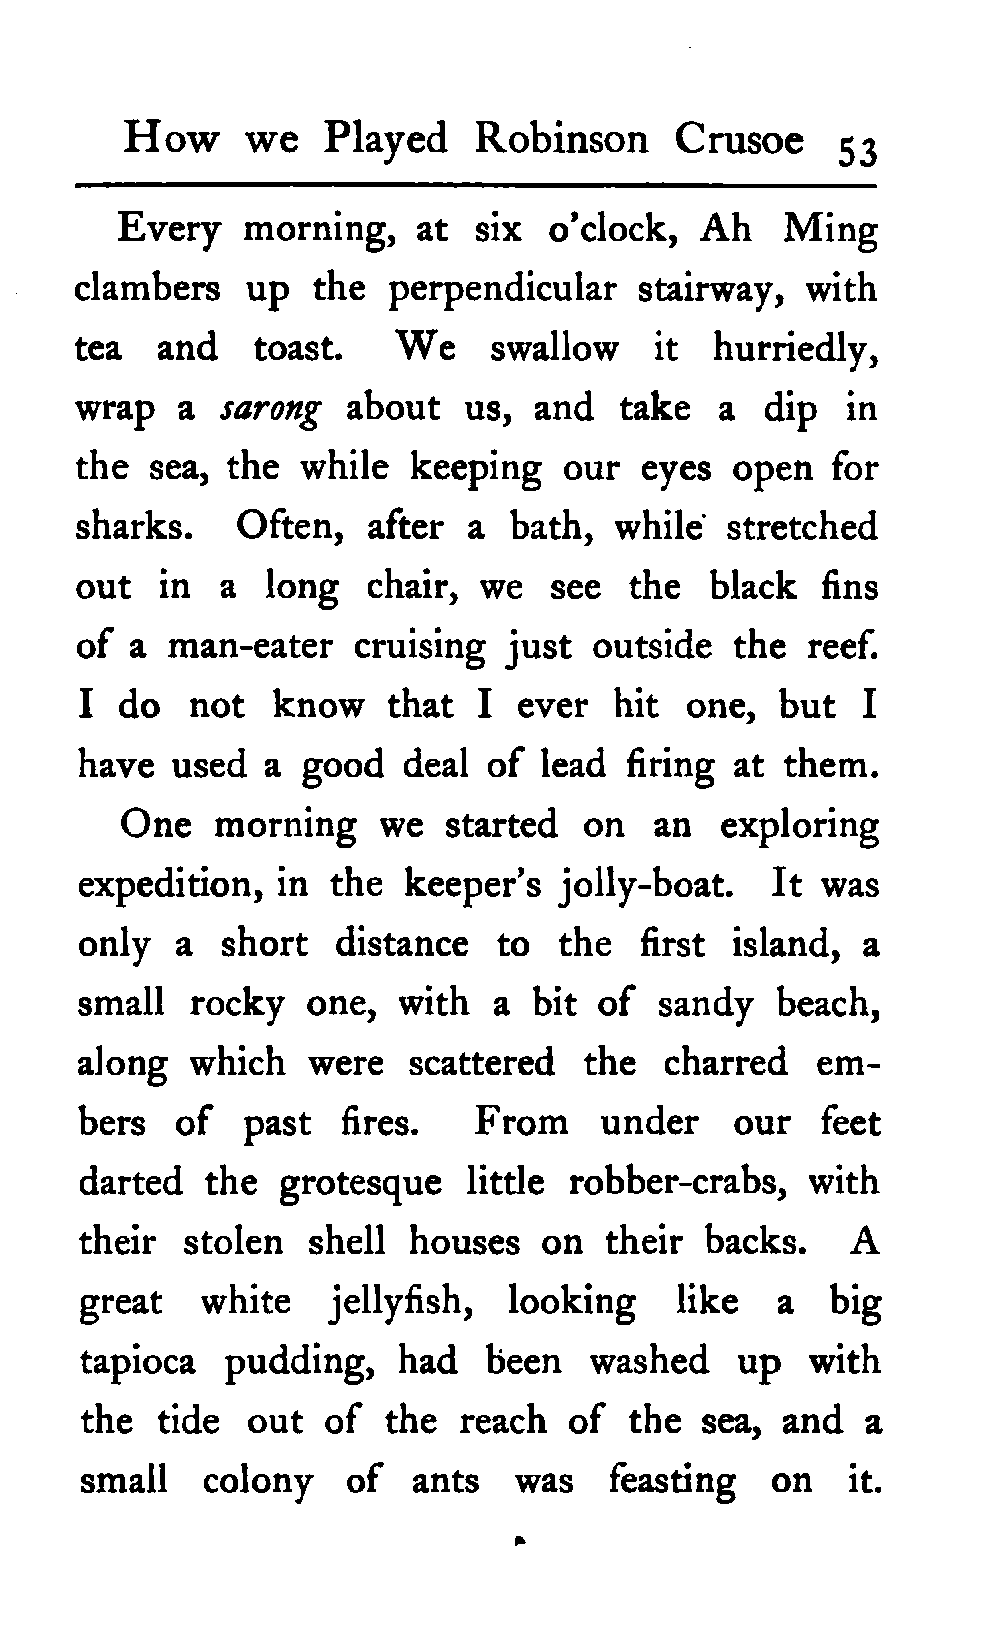 How we Played Robinson Crusoe 53
Every morning, at six o'clock, Ah Ming
clambers up the perpendicular stairway, with
tea and toast. We swallow it hurriedly,
wrap a sarong about us, and take a dip in
the sea, the while keeping our eyes open for
sharks. Often, after a bath, while stretched
out in a long chair, we see the black fins
of a man-eater cruising just outside the reef.
I do not know that I ever hit one, but I
have used a good deal of lead firing at them.
One morning we started on an exploring
expedition, in the keeper's jolly-boat. It was
only a short distance to the first island, a
small rocky one, with a bit of sandy beach,
along which were scattered the charred em-
bers of past fires. From under our feet
darted the grotesque little robber-crabs, with
their stolen shell houses on their backs. A
great white jellyfish, looking like a big
tapioca pudding, had been washed up with
the tide out of the reach of the sea, and a
small colony of ants was feasting on it.